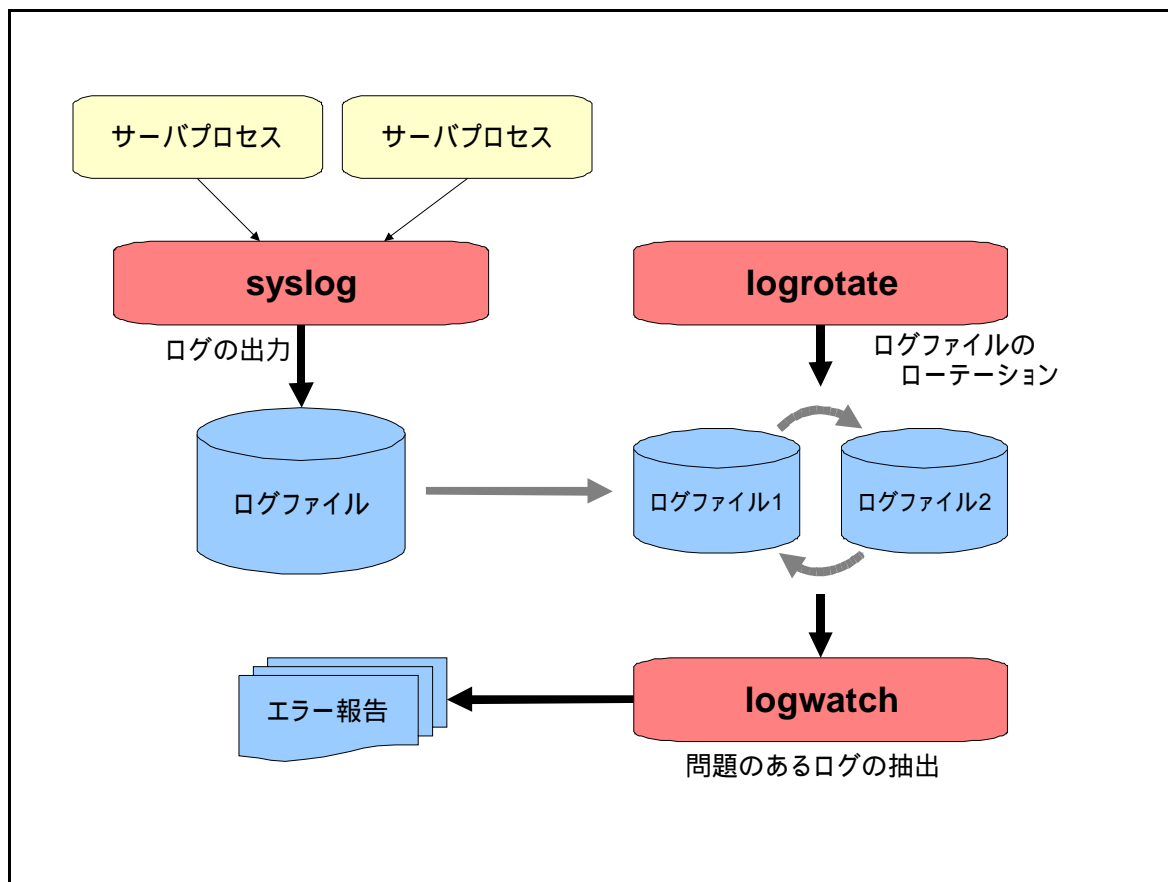 サーバプロセス
サーバプロセス
syslog
logrotate
ログの出力
ログファイルの
ローテーション
ログファイル
ログファイル1
ログファイル2
エラー報告
logwatch
問題のあるログの抽出